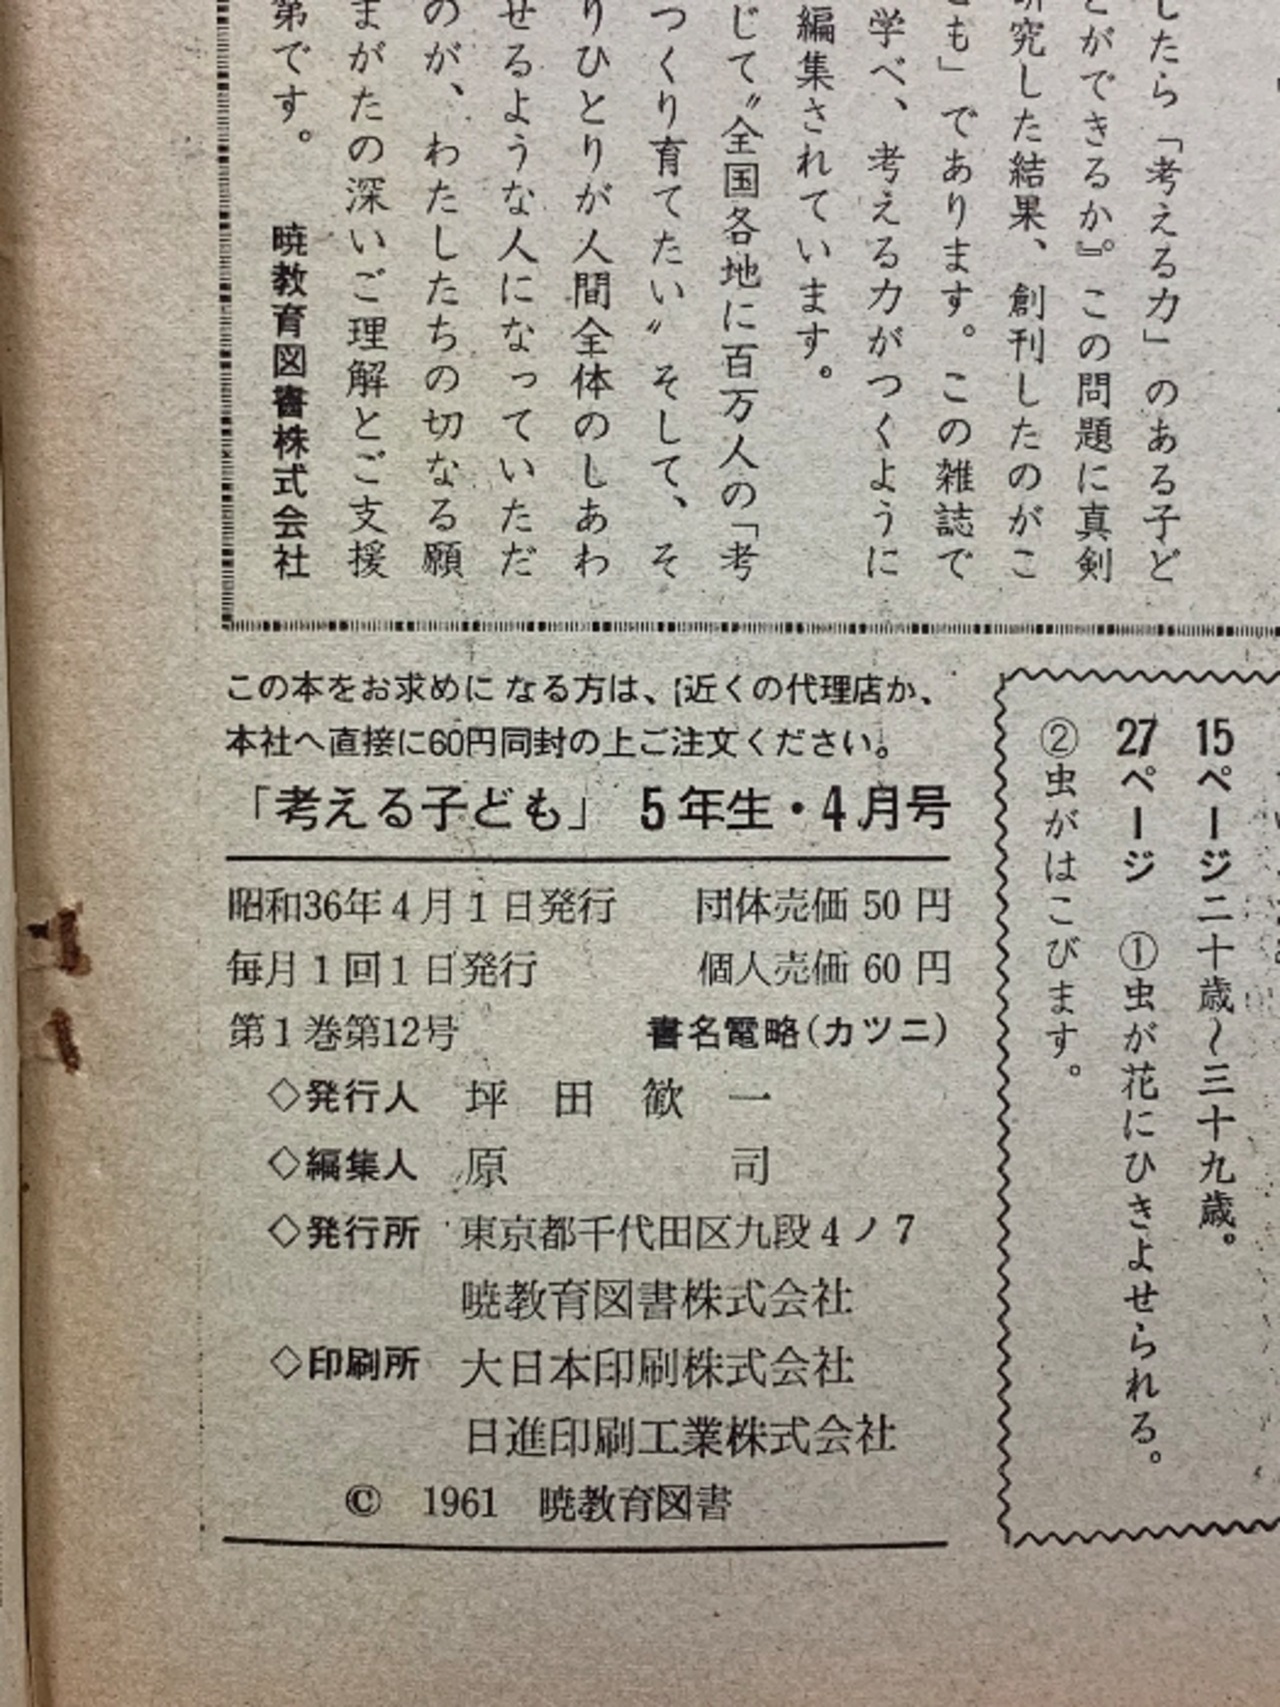 したら「考える力」のある子ど
とができるか』。この問題に真剣
研究した結果、創刊したのがこ
も」であります。この雑誌で
学べ、考える力がつくように
編集されています。
じて〝全国各地に百万人の「考
つくり育てたい〟そして、そ
りひとりが人間全体のしあわ
せるような人になっていただ
のが、わたしたちの切なる願
まがたの深いご理解とご支援
第です。
暁教育図書株式会社
15ページ 二十歳〜三十九歳。
27ページ ①虫が花にひきよせられる。
②虫がはこびます。
この本をお求めになる方は、近くの代理店か、
本社へ直接に60円同封の上ご注文ください。
「考える子ども」 5年生・4月号
昭和36年4月1日発行 団体売価 50 円
毎月1回1日発行 個人売価 60 円
第1巻第12号 書名電略(カツニ)
◇発行人 坪田歓一
◇編集人 原司
◇発行所 東京都千代田区九段4ノ7
暁教育図書株式会社
◇印刷所 大日本印刷株式会社
日進印刷工業株式会社
© 1961 暁教育図書